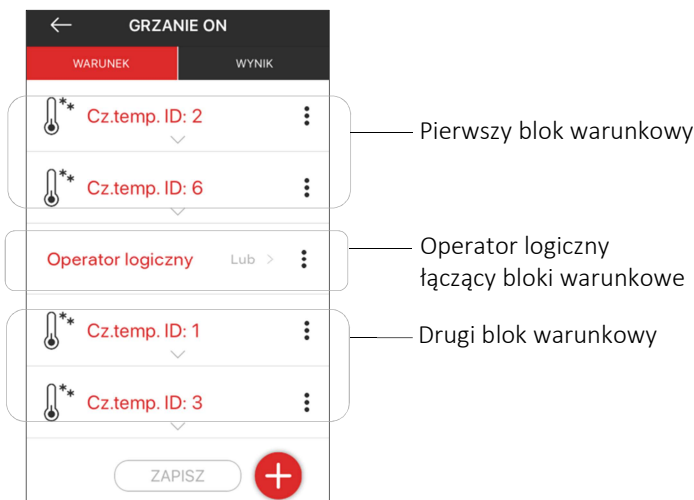 GRZANIE ON
WARUNEK WYNIK
Cz.temp. ID: 2
Pierwszy blok warunkowy
Cz.temp. ID: 6
Operator logiczny Lub >
Operator logiczny
łączący bloki warunkowe
Cz.temp. ID: 1
Drugi blok warunkowy
Cz.temp. ID: 3
ZAPISZ